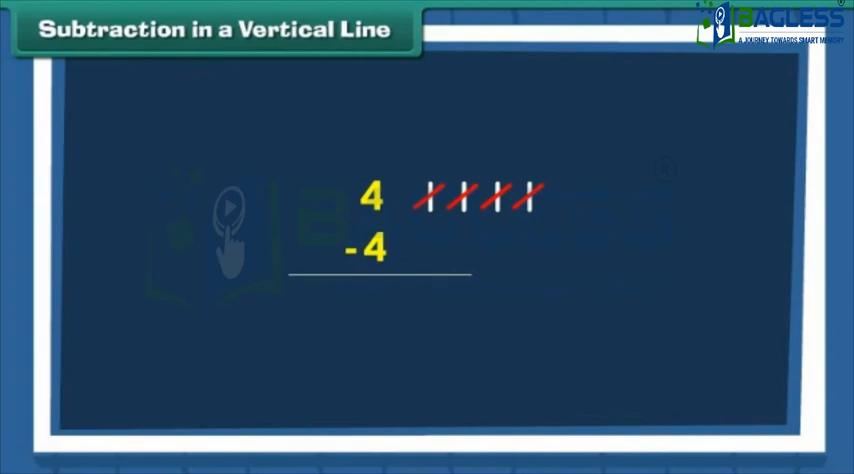 Subtraction in a Vertical Line
BAGLESS
A JOURNEY TOWARDS SMART MEMORY
4
-4